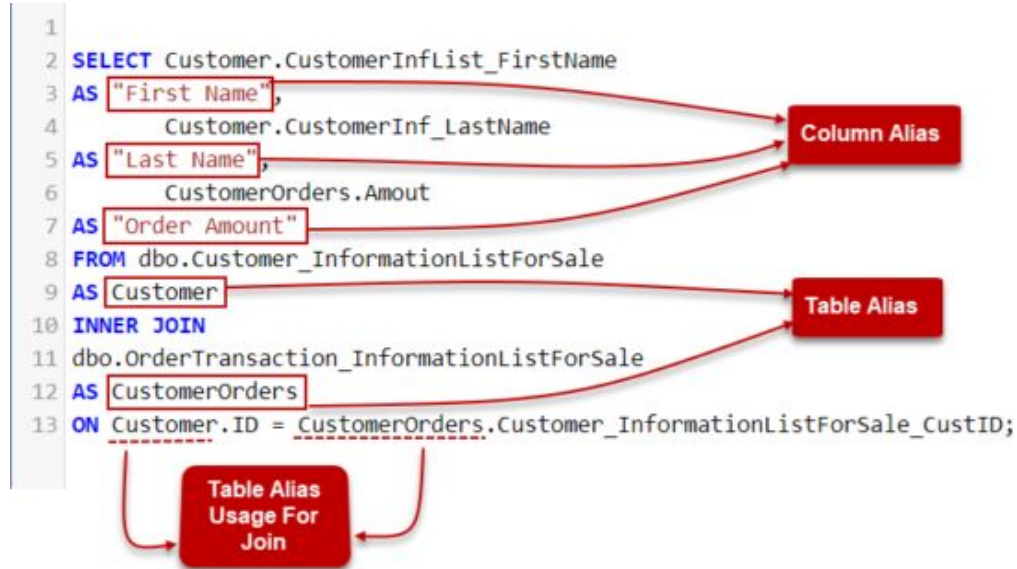 1
2 SELECT Customer.CustomerInfList_FirstName
3 AS "First Name",
4 Customer.CustomerInf_LastName
Column Alias
5 AS "Last Name",
6 CustomerOrders.Amout
7 AS "Order Amount"
8 FROM dbo.Customer_InformationListForSale
9 AS Customer
Table Alias
10 INNER JOIN
11 dbo.OrderTransaction_InformationListForSale
12 AS CustomerOrders
13 ON Customer.ID = CustomerOrders.Customer_InformationListForSale_CustID;
Table Alias
Usage For
Join